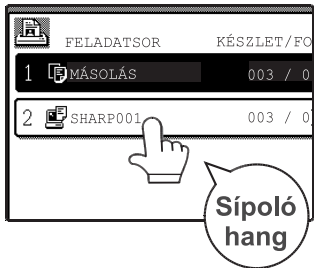 FELADATSOR KÉSZLET/FO
1 MÁSOLÁS 003 / 0
2 SHARP001 003 / 0
Sípoló
hang